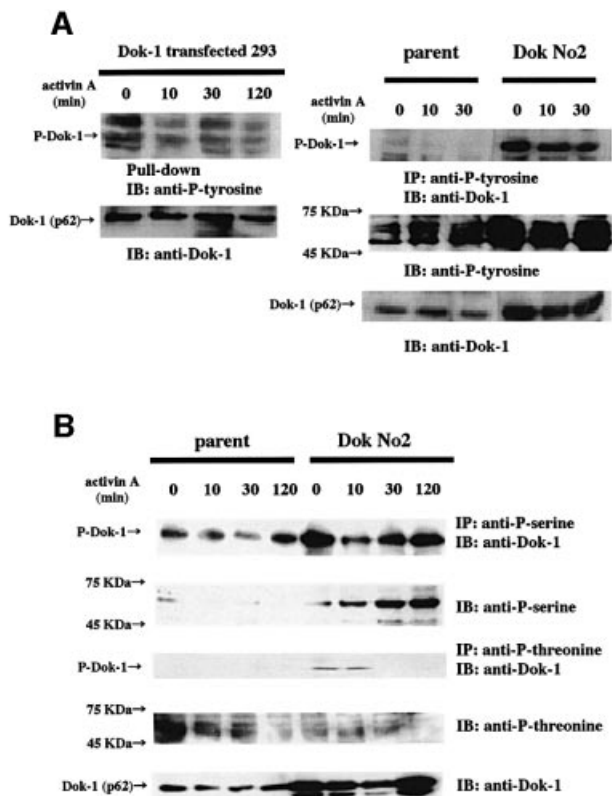 A
Dok-1 transfected 293
activin A
(min)
0 10 30 120
P-Dok-1→
Pull-down
IB: anti-P-tyrosine
Dok-1 (p62)→
IB: anti-Dok-1
parent Dok No2
0 10 30 0 10 30
P-Dok-1→
IP: anti-P-tyrosine
IB: anti-Dok-1
75 KDa→
45 KDa→
IB: anti-P-tyrosine
Dok-1 (p62)→
IB: anti-Dok-1
B
parent Dok No2
activin A
(min)
0 10 30 120 0 10 30 120
P-Dok-1→
IP: anti-P-serine
IB: anti-Dok-1
75 KDa→
45 KDa→
IB: anti-P-serine
P-Dok-1→
IP: anti-P-threonine
IB: anti-Dok-1
75 KDa→
45 KDa→
IB: anti-P-threonine
Dok-1 (p62)→
IB: anti-Dok-1